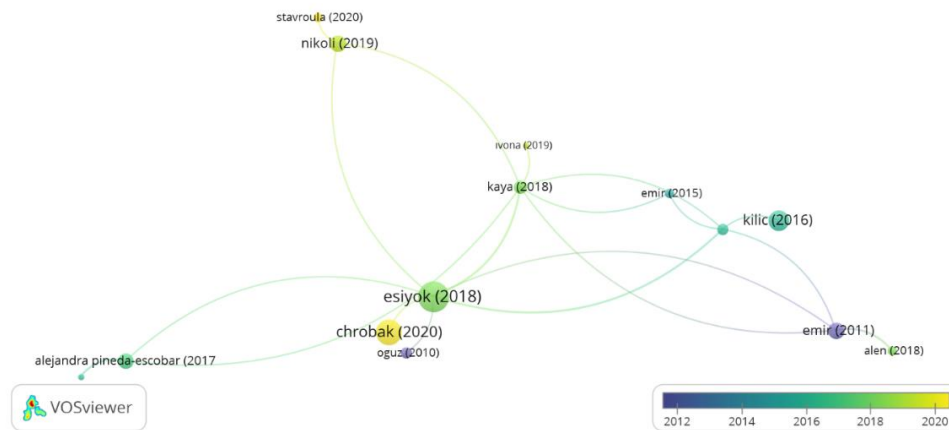 stavroula (2020)
nikoli (2019)
ivona (2019)
kaya (2018)
emir (2015)
kilic (2016)
esiyok (2018)
chrobak (2020)
emir (2011)
oguz (2010)
alen (2018)
alejandra pineda-escobar (2017
VOSviewer
2012 2014 2016 2018 2020